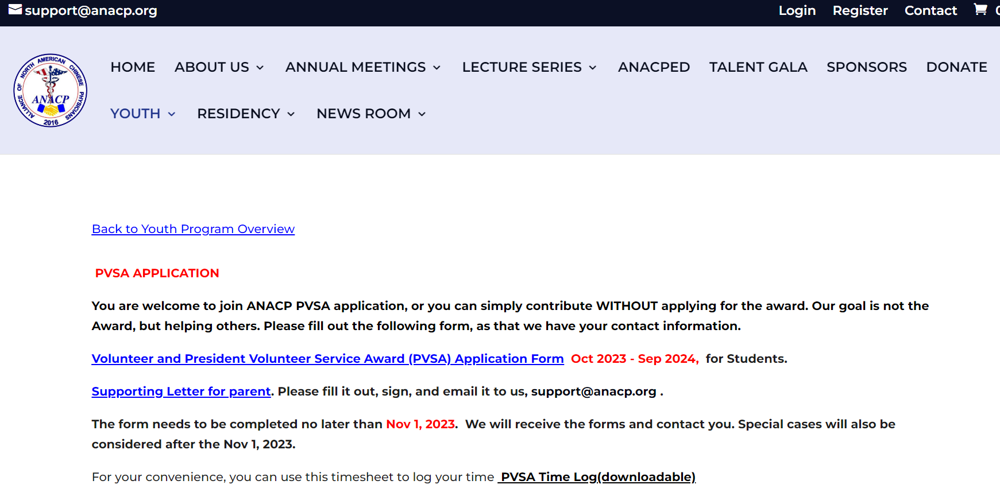 support@anacp.org
Login Register Contact
HOME ABOUT US ANNUAL MEETINGS LECTURE SERIES ANACPED TALENT GALA SPONSORS DONATE
ALLIANCE OF NORTH AMERICAN CHINESE PHYSICIANS
ANACP
2016
YOUTH RESIDENCY NEWS ROOM
Back to Youth Program Overview
PVSA APPLICATION
You are welcome to join ANACP PVSA application, or you can simply contribute WITHOUT applying for the award. Our goal is not the
Award, but helping others. Please fill out the following form, as that we have your contact information.
Volunteer and President Volunteer Service Award (PVSA) Application Form Oct 2023 - Sep 2024, for Students.
Supporting Letter for parent. Please fill it out, sign, and email it to us, support@anacp.org .
The form needs to be completed no later than Nov 1, 2023. We will receive the forms and contact you. Special cases will also be
considered after the Nov 1, 2023.
For your convenience, you can use this timesheet to log your time PVSA Time Log(downloadable)